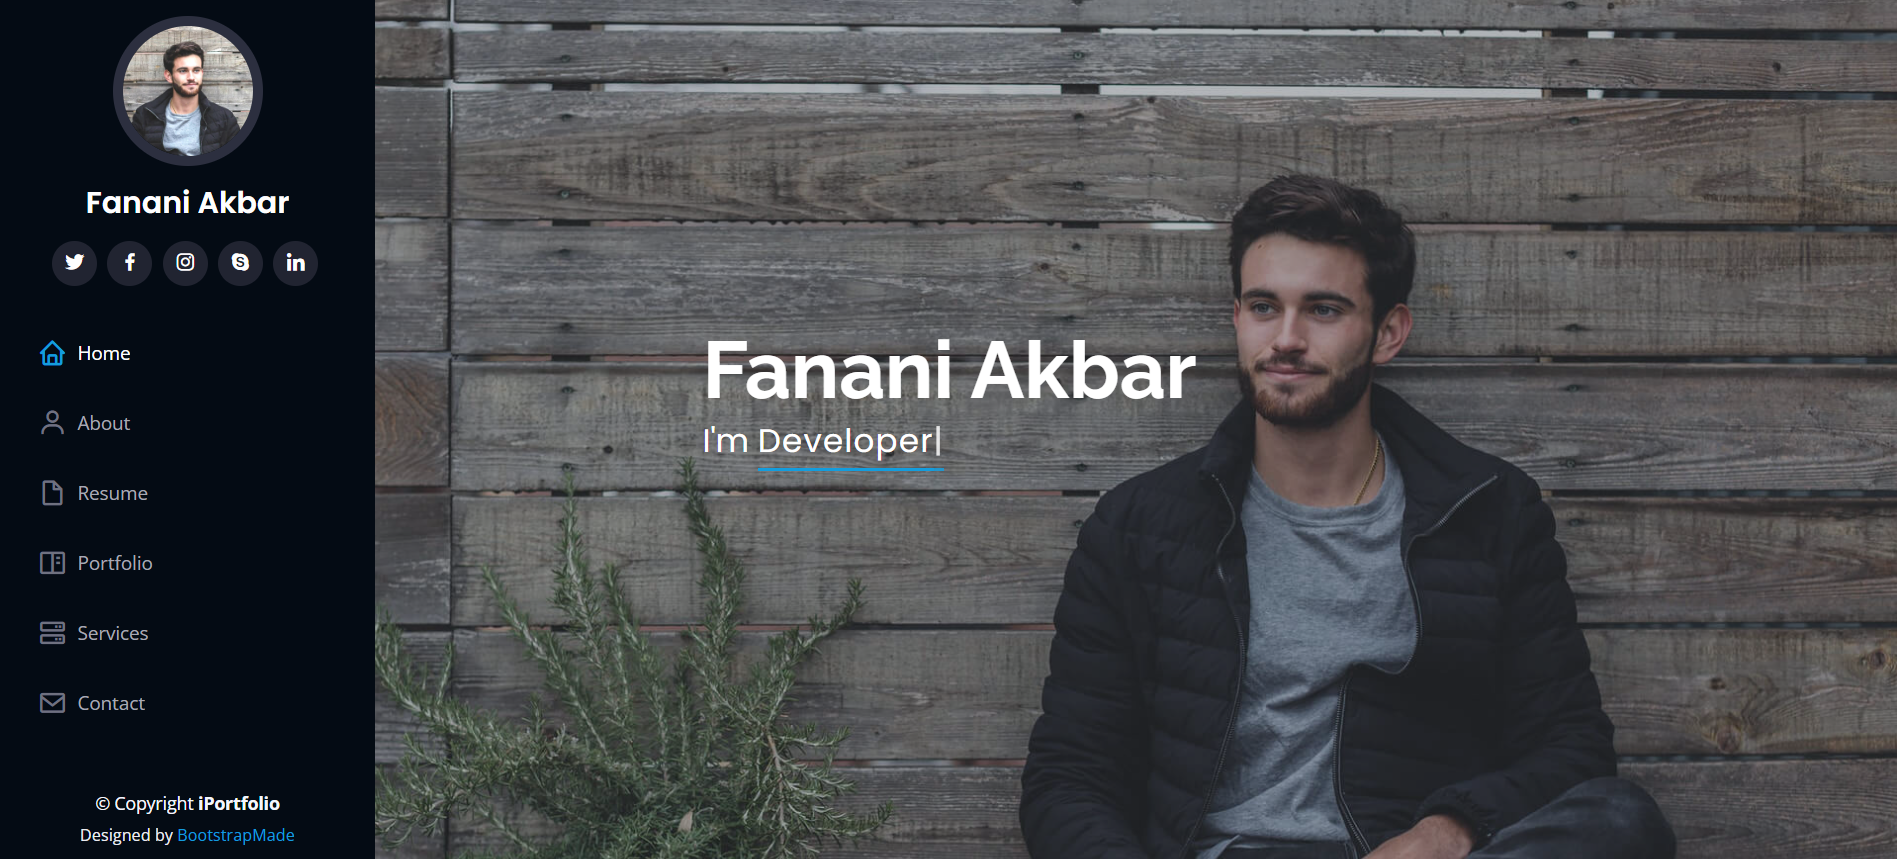 Fanani Akbar
Home
About
Resume
Portfolio
Services
Contact
© Copyright iPortfolio
Designed by BootstrapMade
Fanani Akbar
I'm Developer|